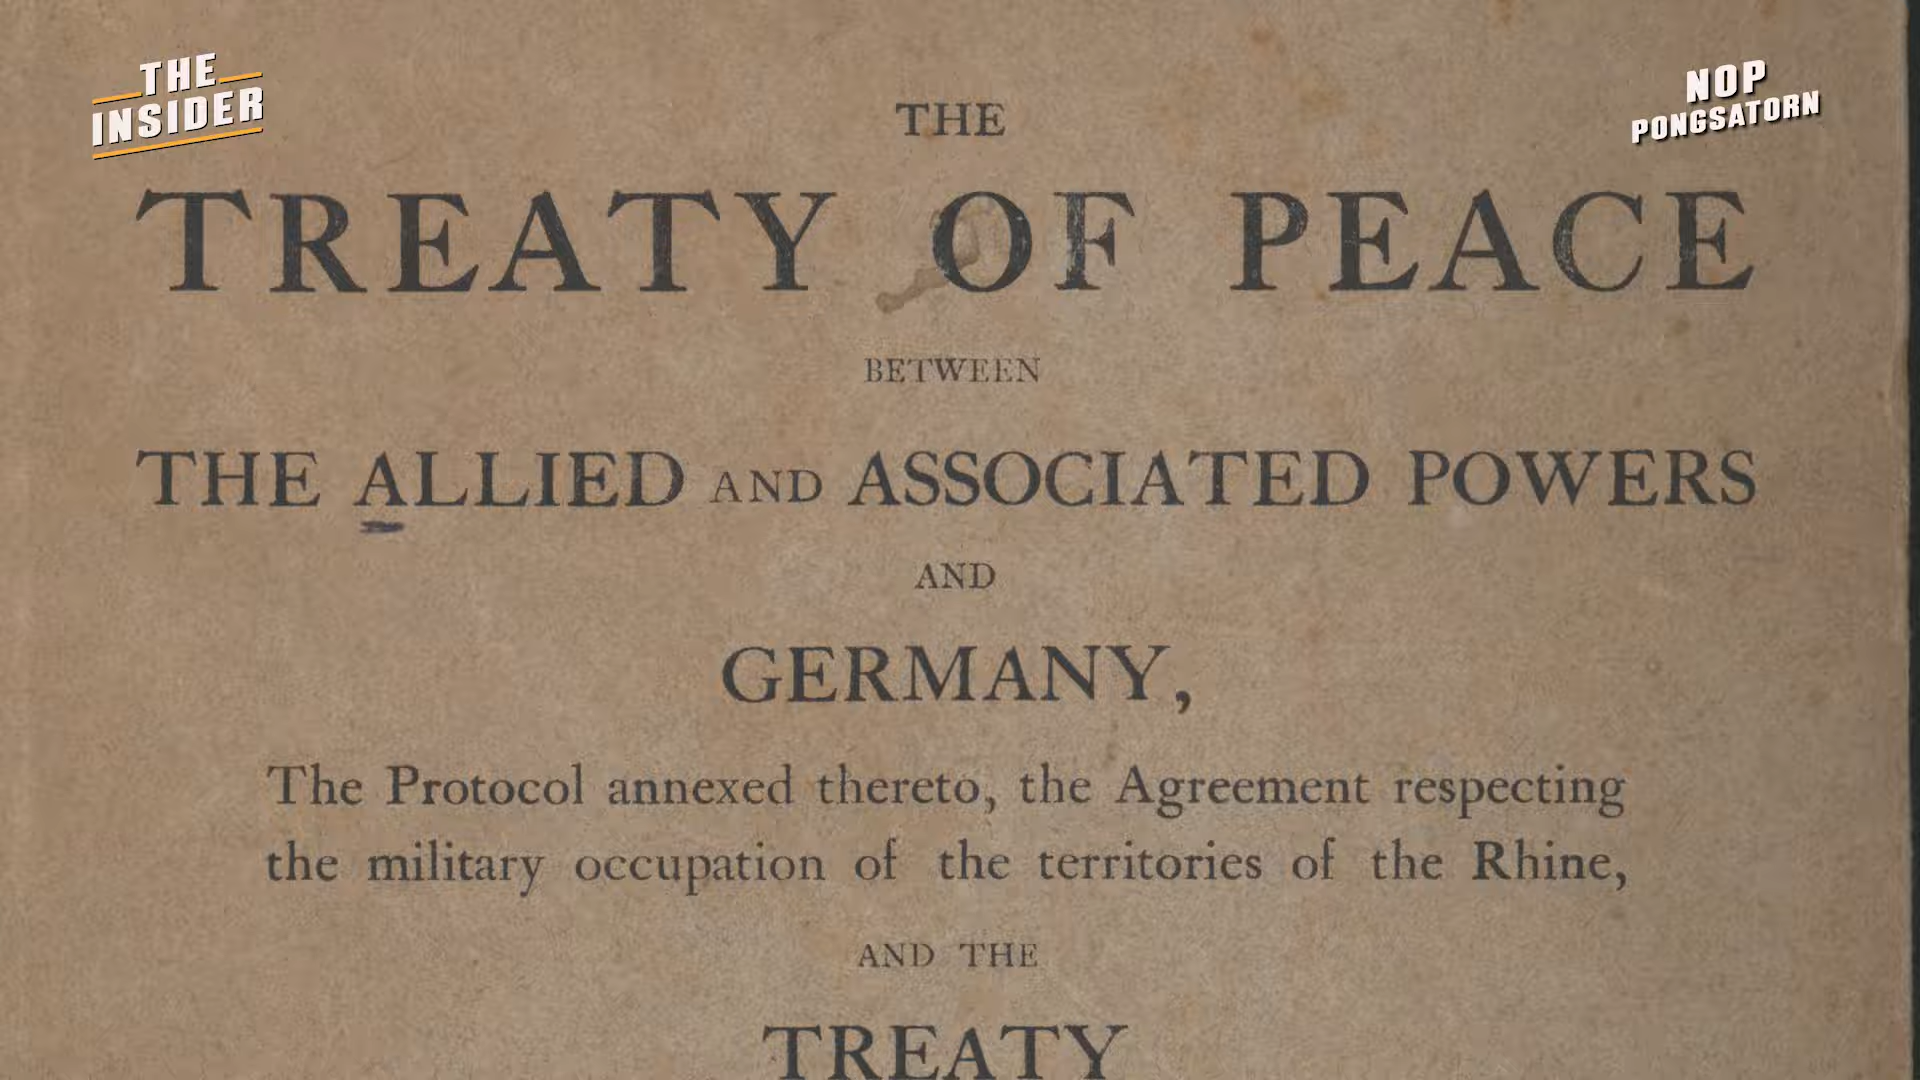 THE
INSIDER
NOP
PONGSATORN
THE
TREATY OF PEACE
BETWEEN
THE ALLIED AND ASSOCIATED POWERS
AND
GERMANY,
The Protocol annexed thereto, the Agreement respecting
the military occupation of the territories of the Rhine,
AND THE
TREATY